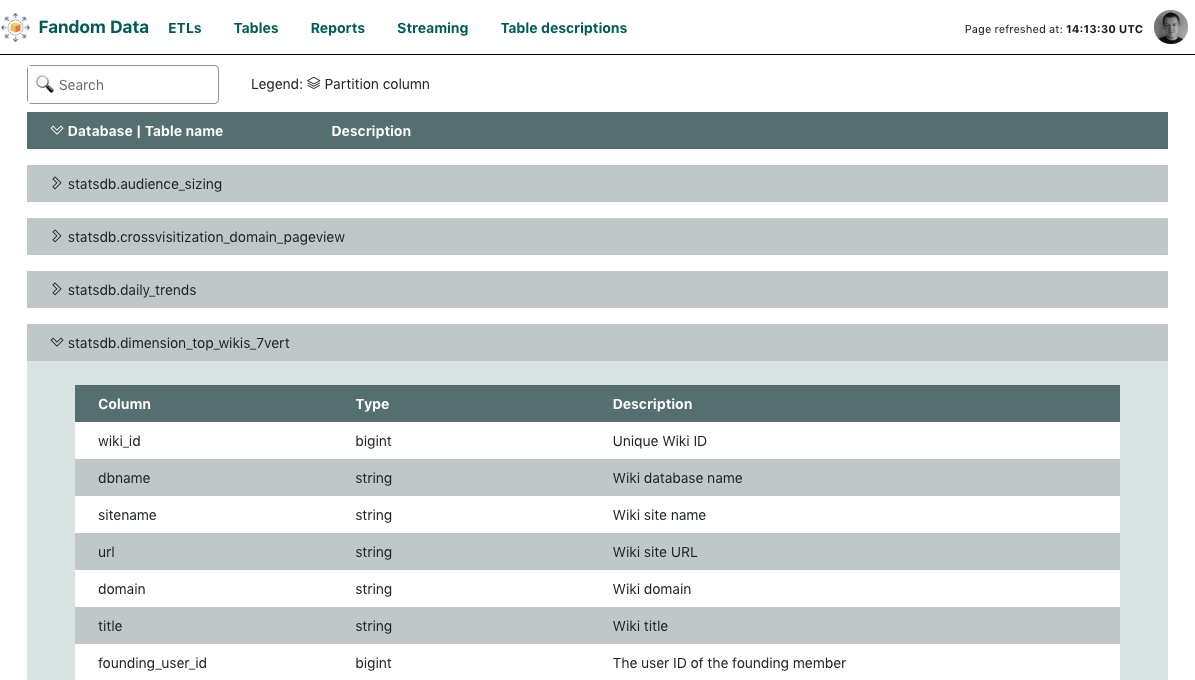 Fandom Data ETLs Tables Reports Streaming Table descriptions Page refreshed at: 14:13:30 UTC
Search Legend: Partition column
Database | Table name Description
statsdb.audience_sizing
statsdb.crossvisitization_domain_pageview
statsdb.daily_trends
statsdb.dimension_top_wikis_7vert
Column Type Description
wiki_id bigint Unique Wiki ID
dbname string Wiki database name
sitename string Wiki site name
url string Wiki site URL
domain string Wiki domain
title string Wiki title
founding_user_id bigint The user ID of the founding member